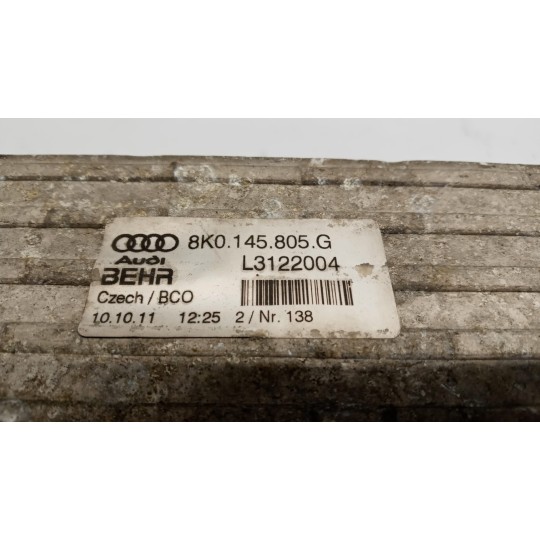 8K0.145.805.G
Audi
BEHR L3122004
Czech / BCO
10.10.11 12:25 2 / Nr. 138